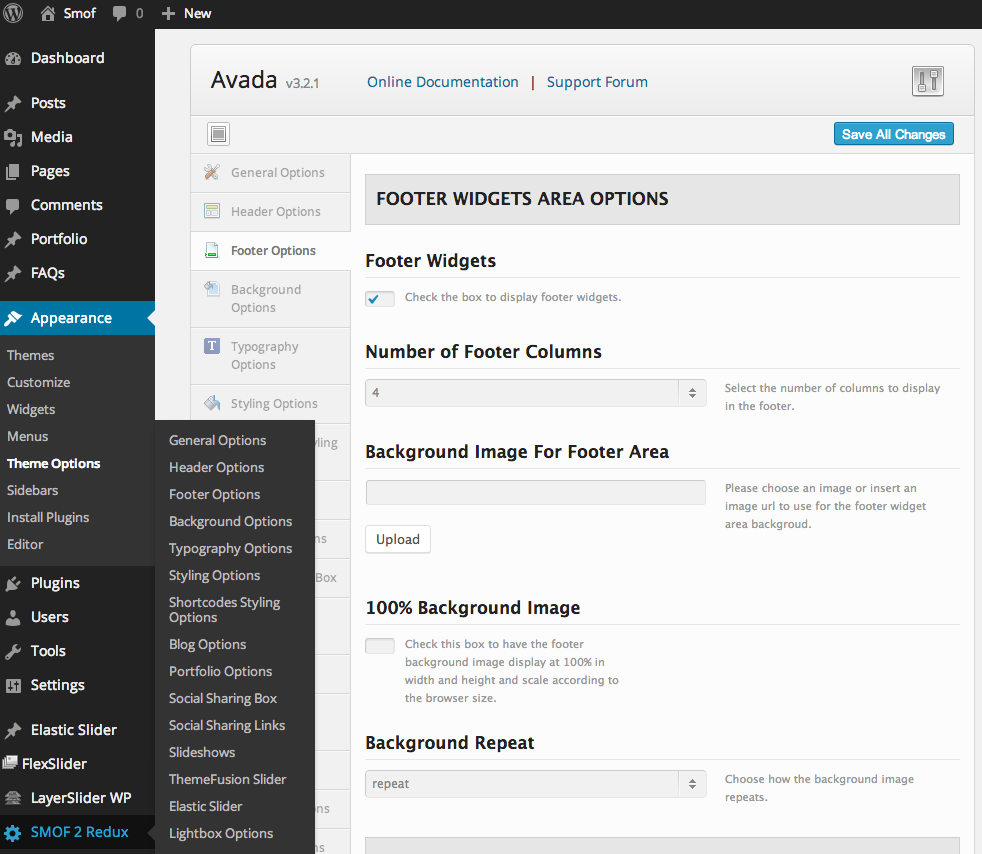 Smof 0 New
Dashboard
Posts
Media
Pages
Comments
Portfolio
FAQs
Appearance
Themes
Customize
Widgets
Menus
Theme Options
Sidebars
Install Plugins
Editor
Plugins
Users
Tools
Settings
Elastic Slider
FlexSlider
LayerSlider WP
SMOF 2 Redux
General Options
Header Options
Footer Options
Background Options
Typography Options
Styling Options
Shortcodes Styling
Options
Blog Options
Portfolio Options
Social Sharing Box
Social Sharing Links
Slideshows
ThemeFusion Slider
Elastic Slider
Lightbox Options
Avada v3.2.1 Online Documentation | Support Forum
Save All Changes
General Options
Header Options
Footer Options
Background
Options
Typography
Options
Styling Options
Box
FOOTER WIDGETS AREA OPTIONS
Footer Widgets
Check the box to display footer widgets.
Number of Footer Columns
4
Select the number of columns to display
in the footer.
Background Image For Footer Area
Please choose an image or insert an
image url to use for the footer widget
area backgroud.
Upload
100% Background Image
Check this box to have the footer
background image display at 100% in
width and height and scale according to
the browser size.
Background Repeat
repeat
Choose how the background image
repeats.